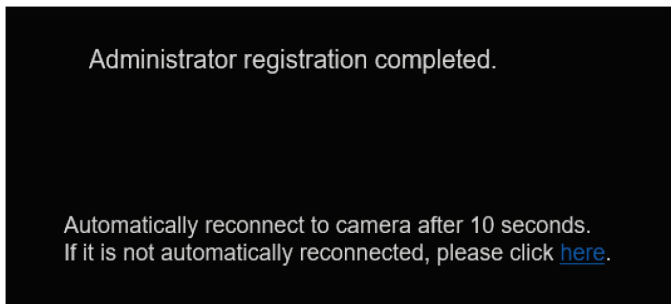 Administrator registration completed.
Automatically reconnect to camera after 10 seconds.
If it is not automatically reconnected, please click here.